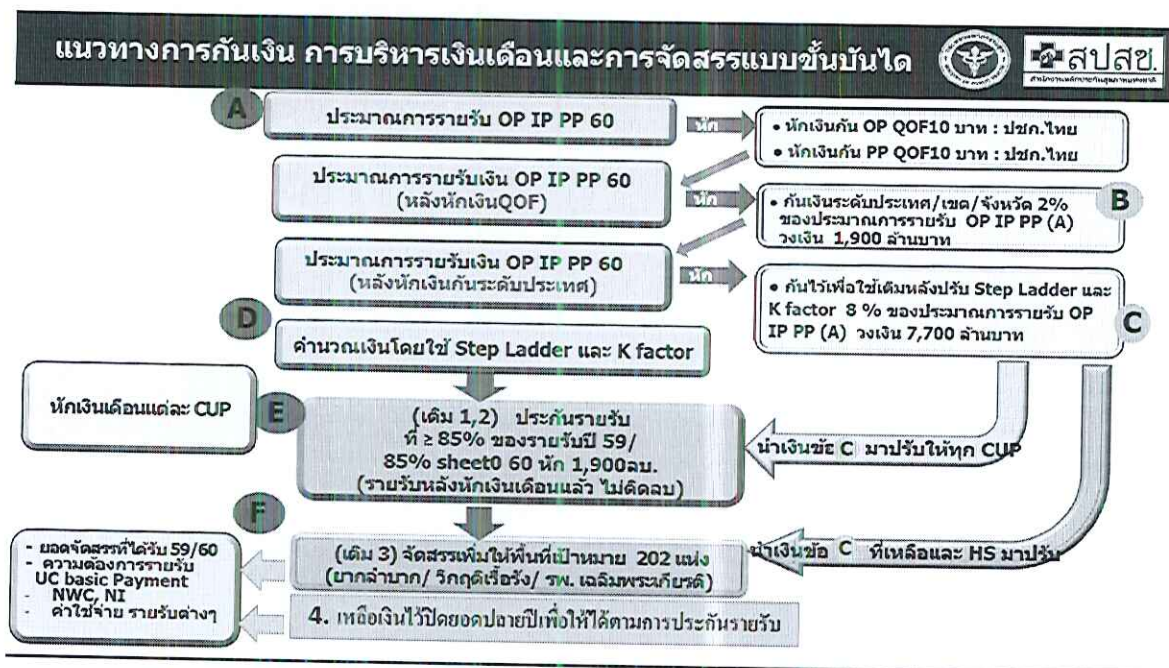 แนวทางการกันเงิน การบริหารเงินเดือนและการจัดสรรแบบขั้นบันได
สปสช.
สำนักงานหลักประกันสุขภาพแห่งชาติ
A
ประมาณการรายรับ OP IP PP 60
หัก
• หักเงินกัน OP QOF10 บาท : ปชก.ไทย
• หักเงินกัน PP QOF10 บาท : ปชก.ไทย
ประมาณการรายรับเงิน OP IP PP 60
(หลังหักเงินQOF)
หัก
B
• กันเงินระดับประเทศ/เขต/จังหวัด 2%
ของประมาณการรายรับ OP IP PP (A)
วงเงิน 1,900 ล้านบาท
ประมาณการรายรับเงิน OP IP PP 60
(หลังหักเงินกันระดับประเทศ)
หัก
• กันไว้เพื่อใช้เติมหลังปรับ Step Ladder และ
K factor 8 % ของประมาณการรายรับ OP
IP PP (A) วงเงิน 7,700 ล้านบาท
C
D
คำนวณเงินโดยใช้ Step Ladder และ K factor
หักเงินเดือนแต่ละ CUP
E
(เติม 1,2) ประกันรายรับ
ที่ ≥ 85% ของรายรับปี 59/
85% sheet0 60 หัก 1,900ลบ.
(รายรับหลังหักเงินเดือนแล้ว ไม่ติดลบ)
นำเงินข้อ C มาปรับให้ทุก CUP
F
- ยอดจัดสรรที่ได้รับ 59/60
- ความต้องการรายรับ
UC basic Payment
- NWC, NI
- ค่าใช้จ่าย รายรับต่างๆ
(เติม 3) จัดสรรเพิ่มให้พื้นที่เป้าหมาย 202 แห่ง
(ยากลำบาก/ วิกฤติเรื้อรัง/ รพ. เฉลิมพระเกียรติ)
นำเงินข้อ C ที่เหลือและ HS มาปรับ
4. เหลือเงินไว้ปิดยอดปลายปีเพื่อให้ได้ตามการประกันรายรับ